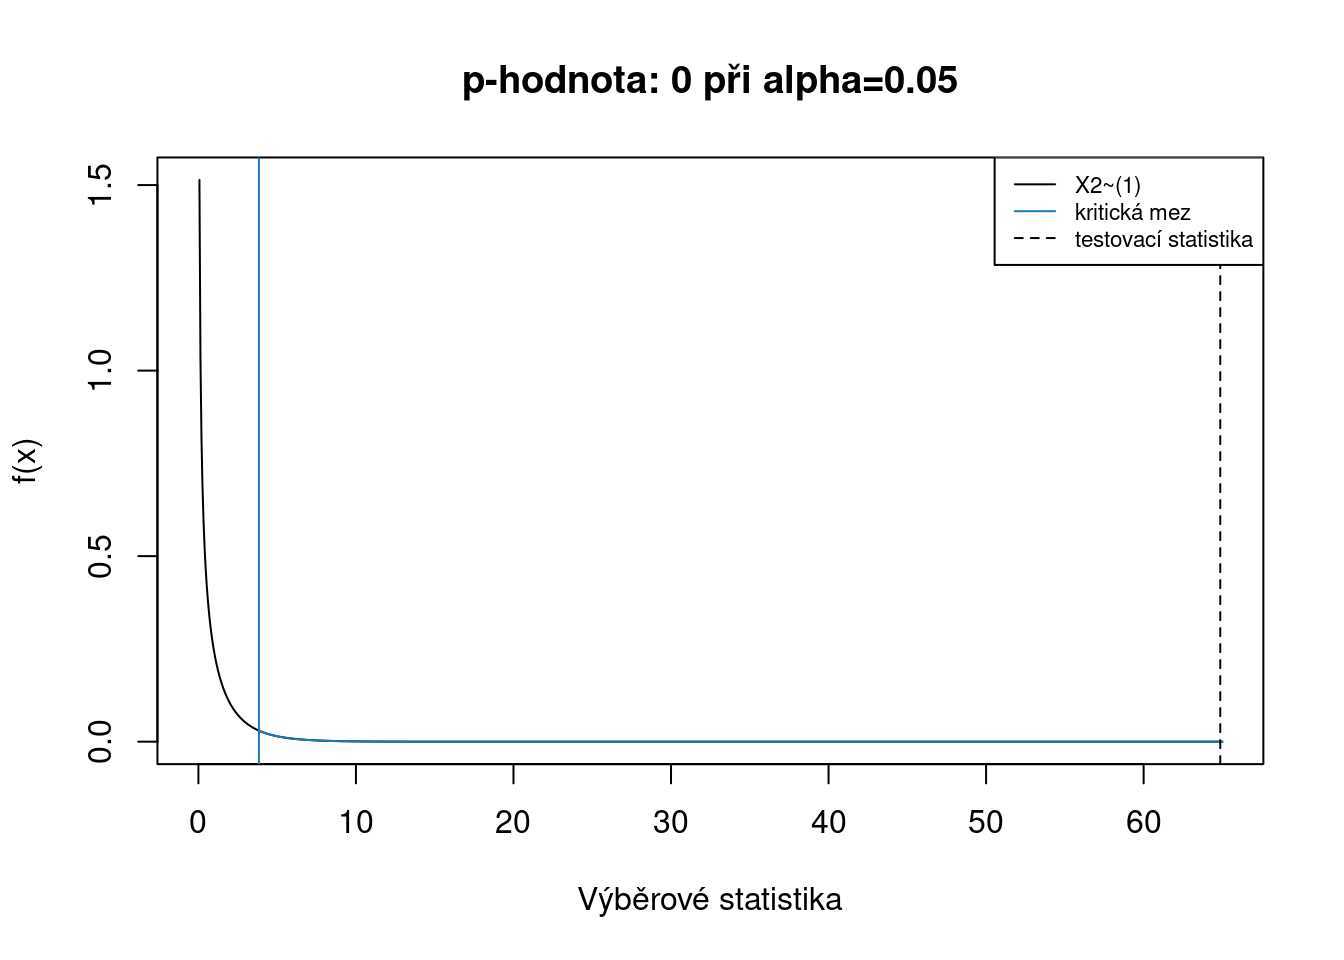 p-hodnota: 0 při alpha=0.05
X2~(1)
kritická mez
testovací statistika
f(x)
1.5
1.0
0.5
0.0
0 10 20 30 40 50 60
Výběrové statistika